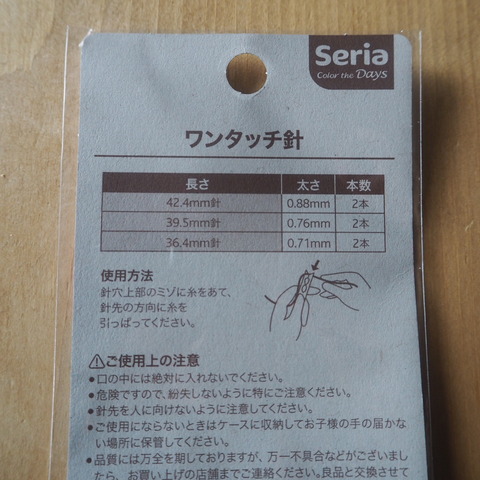 Seria
Color the Days
ワンタッチ針
長さ 太さ 本数
42.4mm針 0.88mm 2本
39.5mm針 0.76mm 2本
36.4mm針 0.71mm 2本
使用方法
針穴上部のミゾに糸をあて、
針先の方向に糸を
引っぱってください。
⚠ご使用上の注意
●口の中には絶対に入れないでください。
●危険ですので、紛失しないように特にご注意ください。
●針先を人に向けないように注意してください。
●ご使用にならないときはケースに収納してお子様の手の届かな
い場所に保管してください。
●品質には万全を期しておりますが、万一不具合などがございまし
たら、お買い上げの店舗までご連絡ください。良品と交換させて